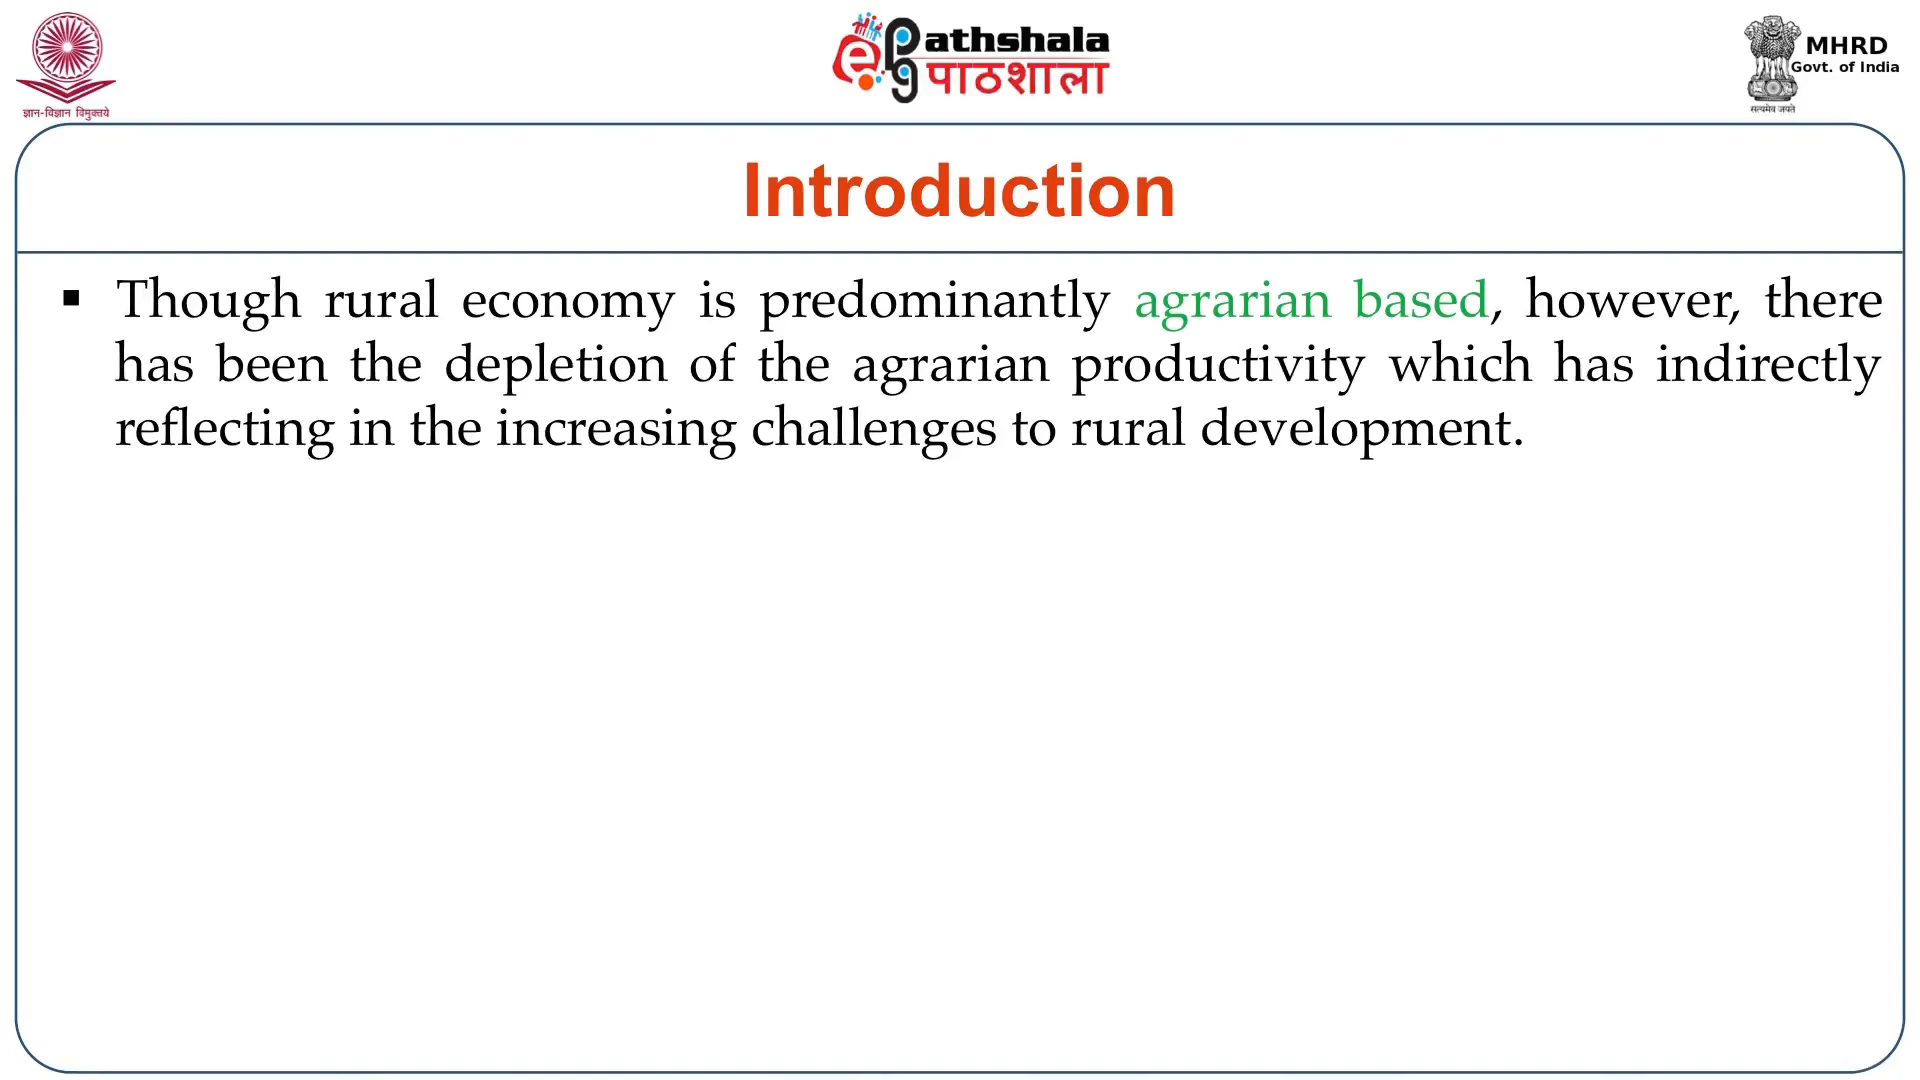 ज्ञान-विज्ञान विमुक्तये
e Pg Pathshala
पाठशाला
MHRD
Govt. of India
सत्यमेव जयते
Introduction
▪ Though rural economy is predominantly agrarian based, however, there
has been the depletion of the agrarian productivity which has indirectly
reflecting in the increasing challenges to rural development.